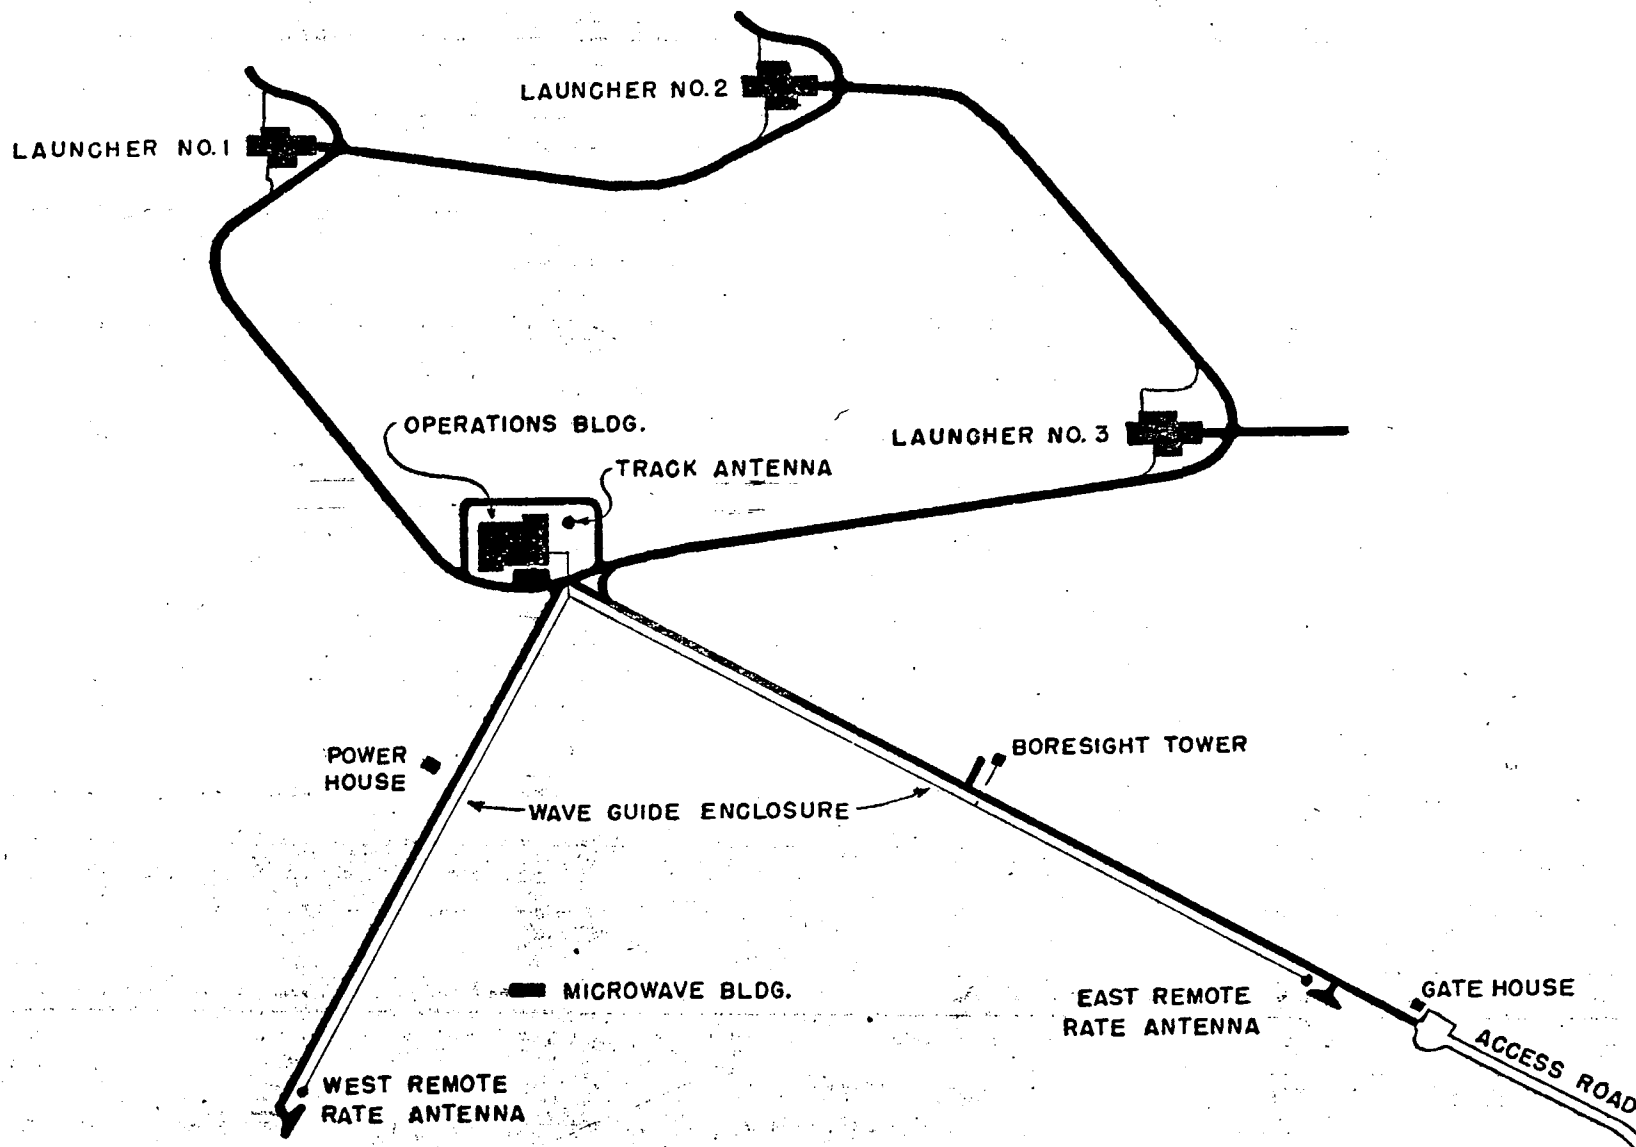 LAUNCHER NO. 2
LAUNCHER NO. 1
OPERATIONS BLDG.
LAUNCHER NO. 3
TRACK ANTENNA
BORESIGHT TOWER
POWER
HOUSE
WAVE GUIDE ENCLOSURE
MICROWAVE BLDG.
EAST REMOTE
RATE ANTENNA
GATE HOUSE
ACCESS ROAD
WEST REMOTE
RATE ANTENNA